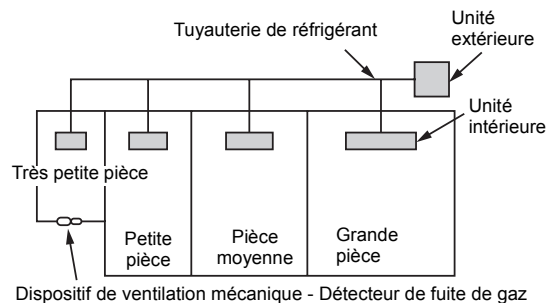 Tuyauterie de réfrigérant
Unité
extérieure
Unité
intérieure
Très petite pièce
Petite
pièce
Pièce
moyenne
Grande
pièce
Dispositif de ventilation mécanique - Détecteur de fuite de gaz